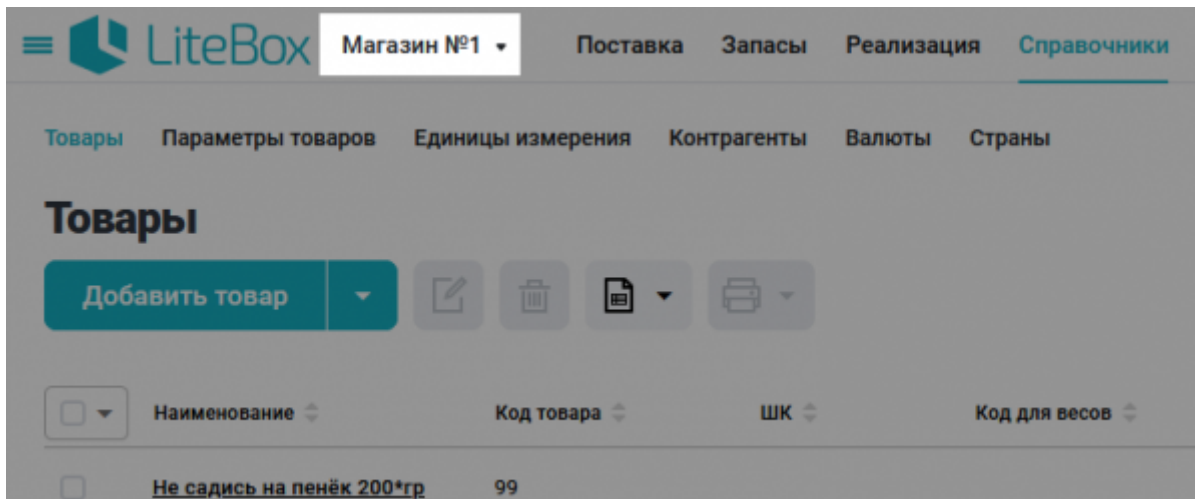 LiteBox Магазин №1 Поставка Запасы Реализация Справочники
Товары Параметры товаров Единицы измерения Контрагенты Валюты Страны
Товары
Добавить товар
Наименование Код товара ШК Код для весов
Не садись на пенёк 200*гр 99